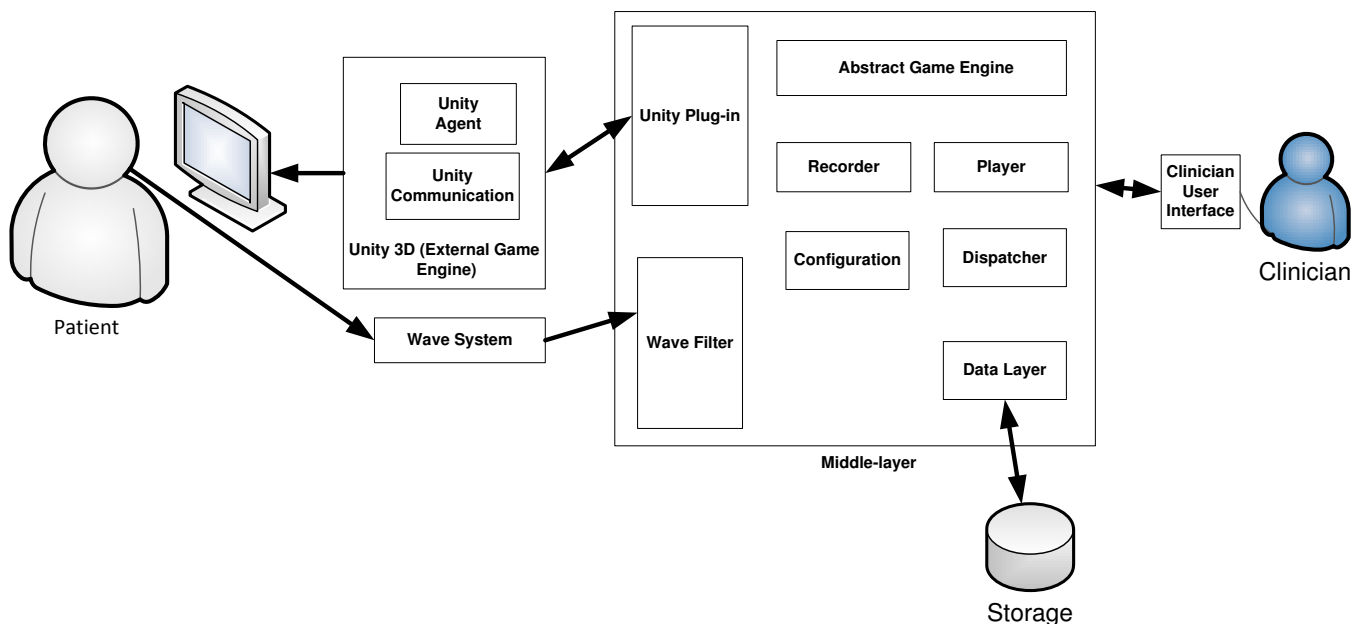 Patient
Unity
Agent
Unity
Communication
Unity 3D (External Game
Engine)
Wave System
Unity Plug-in
Wave Filter
Abstract Game Engine
Recorder
Player
Configuration
Dispatcher
Data Layer
Middle-layer
Storage
Clinician
User
Interface
Clinician